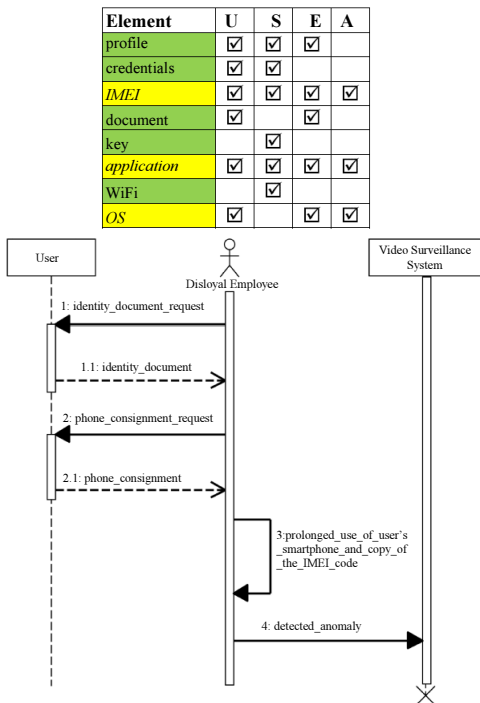 Element U S E A
profile ☑ ☑ ☑
credentials ☑ ☑
IMEI ☑ ☑ ☑ ☑
document ☑ ☑
key ☑
application ☑ ☑ ☑ ☑
WiFi ☑
OS ☑ ☑ ☑
User
Disloyal Employee
Video Surveillance
System
1: identity_document_request
1.1: identity_document
2: phone_consignment_request
2.1: phone_consignment
3:prolonged_use_of_user's
_smartphone_and_copy_of
_the_IMEI_code
4: detected_anomaly